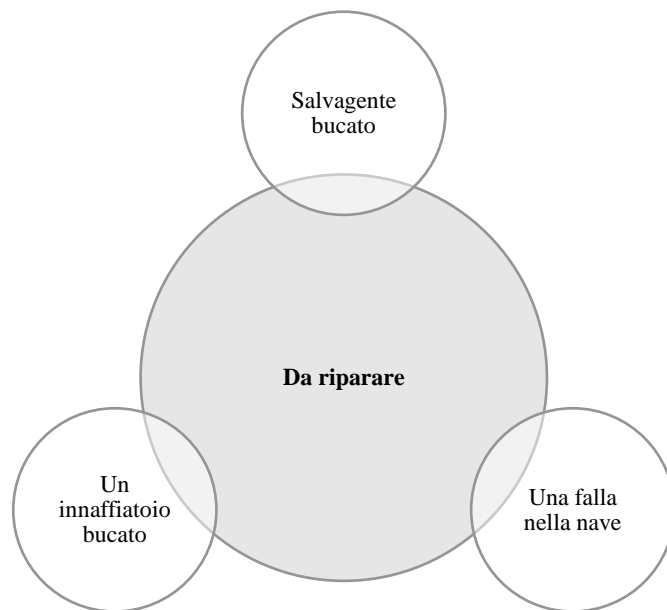 Salvagente
bucato
Da riparare
Un
innaffiatoio
bucato
Una falla
nella nave